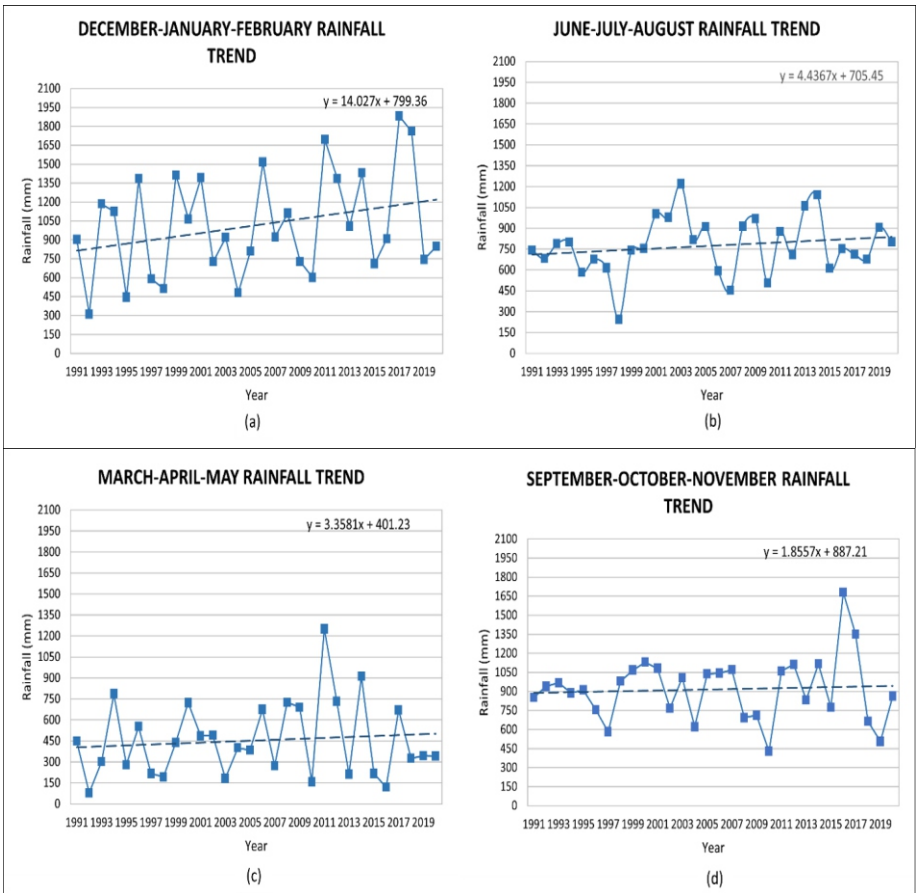 DECEMBER-JANUARY-FEBRUARY RAINFALL
TREND
y = 14.027x + 799.36
2100
1950
1800
1650
1500
1350
1200
1050
900
750
600
450
300
150
0
Rainfall (mm)
1991 1993 1995 1997 1999 2001 2003 2005 2007 2009 2011 2013 2015 2017 2019
Year
(a)
JUNE-JULY-AUGUST RAINFALL TREND
y = 4.4367x + 705.45
2100
1950
1800
1650
1500
1350
1200
1050
900
750
600
450
300
150
0
Rainfall (mm)
1991 1993 1995 1997 1999 2001 2003 2005 2007 2009 2011 2013 2015 2017 2019
Year
(b)
MARCH-APRIL-MAY RAINFALL TREND
y = 3.3581x + 401.23
2100
1950
1800
1650
1500
1350
1200
1050
900
750
600
450
300
150
0
Rainfall (mm)
1991 1993 1995 1997 1999 2001 2003 2005 2007 2009 2011 2013 2015 2017 2019
Year
(c)
SEPTEMBER-OCTOBER-NOVEMBER RAINFALL
TREND
y = 1.8557x + 887.21
2100
1950
1800
1650
1500
1350
1200
1050
900
750
600
450
300
150
0
Rainfall (mm)
1991 1993 1995 1997 1999 2001 2003 2005 2007 2009 2011 2013 2015 2017 2019
Year
(d)